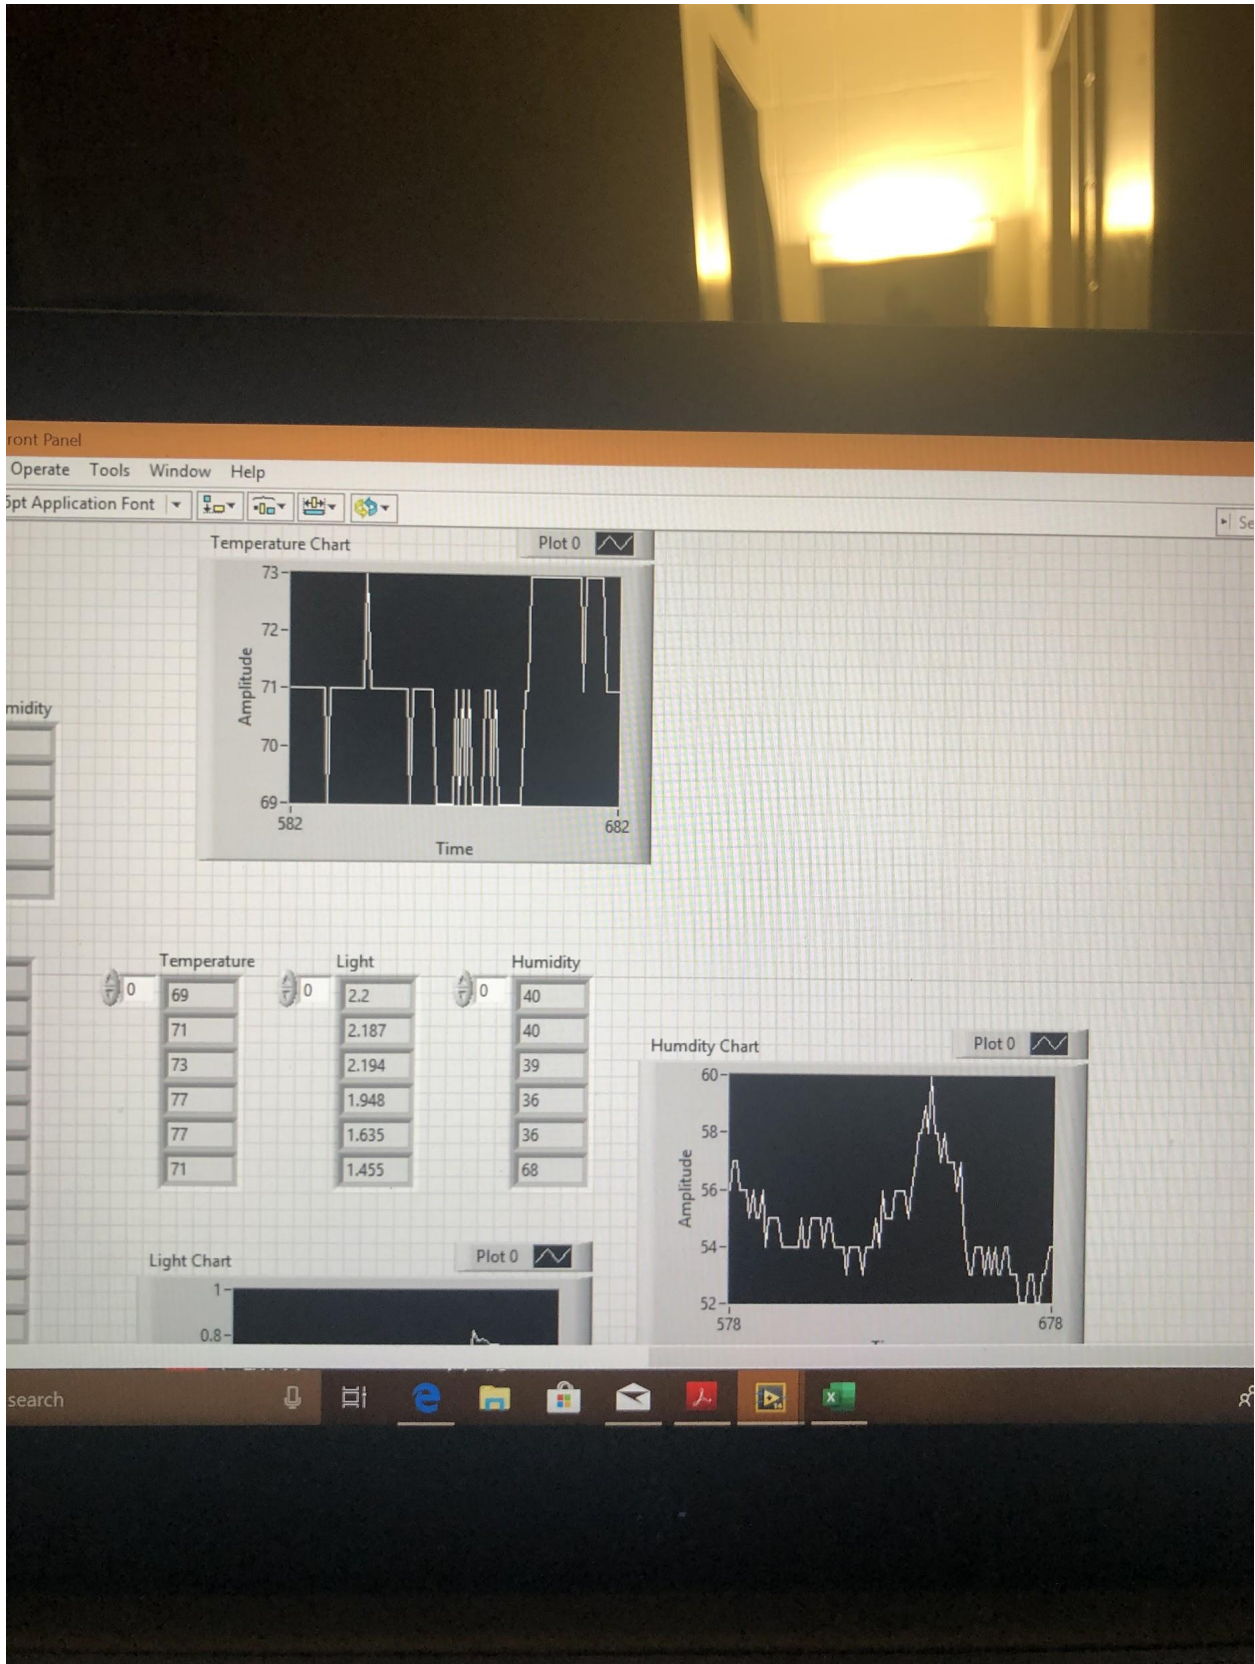 ront Panel
Operate Tools Window Help
5pt Application Font
Se
Temperature Chart Plot 0
73
72
71
70
69
Amplitude
582 682
Time
midity
Temperature Light Humidity
0 69 0 2.2 0 40
71 2.187 40
73 2.194 39
77 1.948 36
77 1.635 36
71 1.455 68
Humdity Chart Plot 0
60
58
56
54
52
Amplitude
578 678
Light Chart Plot 0
1
0.8
search